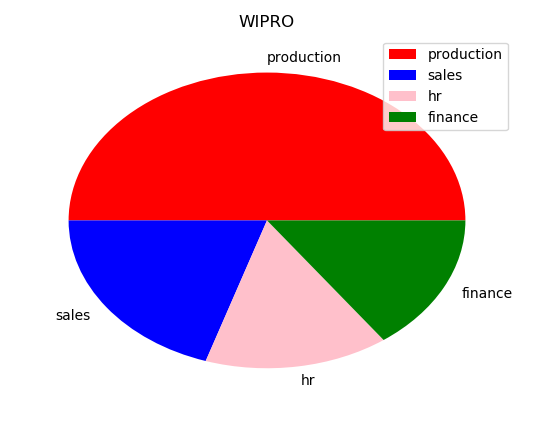 WIPRO
production
production
sales
hr
finance
finance
sales
hr